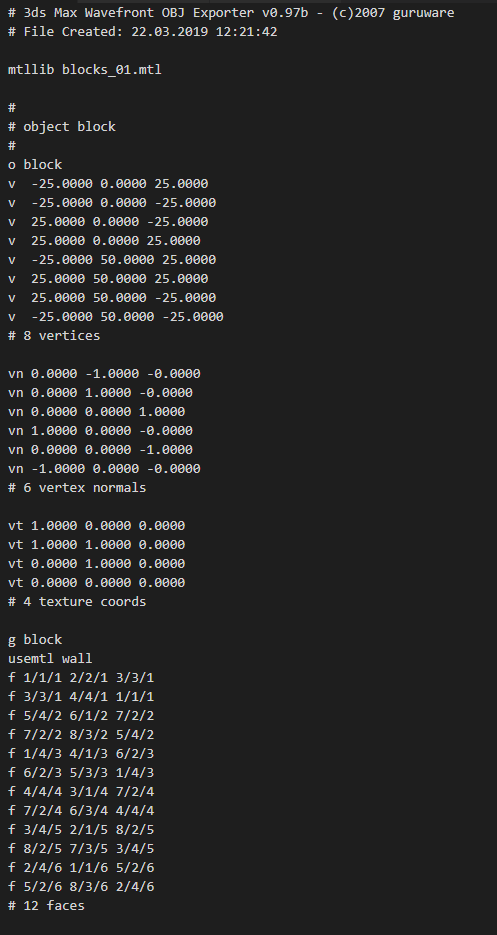 # 3ds Max Wavefront OBJ Exporter v0.97b - (c)2007 guruware
# File Created: 22.03.2019 12:21:42

mtllib blocks_01.mtl

#
# object block
#
o block
v  -25.0000 0.0000 25.0000
v  -25.0000 0.0000 -25.0000
v  25.0000 0.0000 -25.0000
v  25.0000 0.0000 25.0000
v  -25.0000 50.0000 25.0000
v  25.0000 50.0000 25.0000
v  25.0000 50.0000 -25.0000
v  -25.0000 50.0000 -25.0000
# 8 vertices

vn 0.0000 -1.0000 -0.0000
vn 0.0000 1.0000 -0.0000
vn 0.0000 0.0000 1.0000
vn 1.0000 0.0000 -0.0000
vn 0.0000 0.0000 -1.0000
vn -1.0000 0.0000 -0.0000
# 6 vertex normals

vt 1.0000 0.0000 0.0000
vt 1.0000 1.0000 0.0000
vt 0.0000 1.0000 0.0000
vt 0.0000 0.0000 0.0000
# 4 texture coords

g block
usemtl wall
f 1/1/1 2/2/1 3/3/1
f 3/3/1 4/4/1 1/1/1
f 5/4/2 6/1/2 7/2/2
f 7/2/2 8/3/2 5/4/2
f 1/4/3 4/1/3 6/2/3
f 6/2/3 5/3/3 1/4/3
f 4/4/4 3/1/4 7/2/4
f 7/2/4 6/3/4 4/4/4
f 3/4/5 2/1/5 8/2/5
f 8/2/5 7/3/5 3/4/5
f 2/4/6 1/1/6 5/2/6
f 5/2/6 8/3/6 2/4/6
# 12 faces